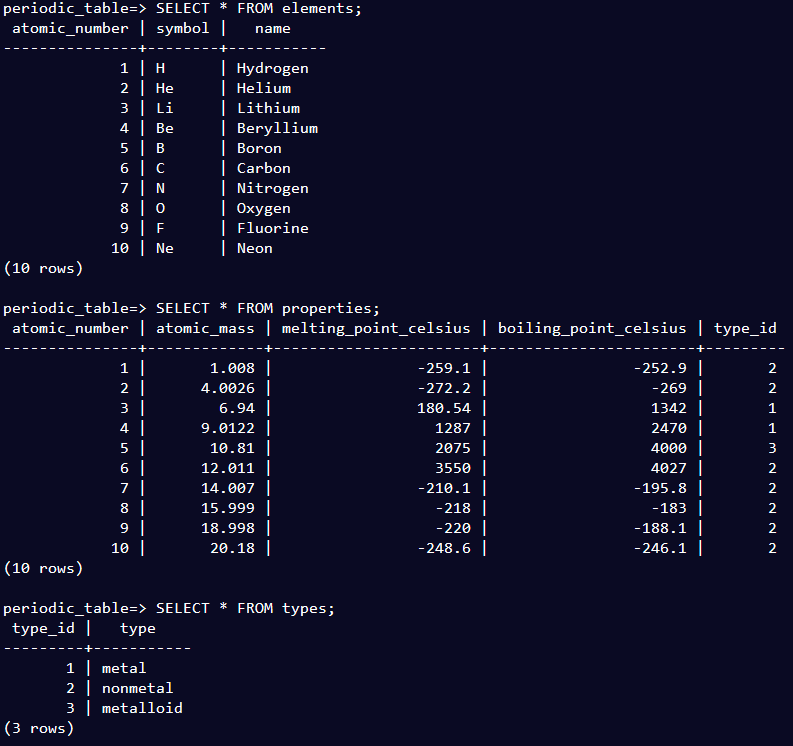 periodic_table=> SELECT * FROM elements;
 atomic_number | symbol |   name
---------------+--------+-----------
             1 | H      | Hydrogen
             2 | He     | Helium
             3 | Li     | Lithium
             4 | Be     | Beryllium
             5 | B      | Boron
             6 | C      | Carbon
             7 | N      | Nitrogen
             8 | O      | Oxygen
             9 | F      | Fluorine
            10 | Ne     | Neon
(10 rows)

periodic_table=> SELECT * FROM properties;
 atomic_number | atomic_mass | melting_point_celsius | boiling_point_celsius | type_id
---------------+-------------+-----------------------+-----------------------+---------
             1 |       1.008 |                -259.1 |                -252.9 |       2
             2 |      4.0026 |                -272.2 |                  -269 |       2
             3 |        6.94 |                180.54 |                  1342 |       1
             4 |      9.0122 |                  1287 |                  2470 |       1
             5 |       10.81 |                  2075 |                  4000 |       3
             6 |      12.011 |                  3550 |                  4027 |       2
             7 |      14.007 |                -210.1 |                -195.8 |       2
             8 |      15.999 |                  -218 |                  -183 |       2
             9 |      18.998 |                  -220 |                -188.1 |       2
            10 |       20.18 |                -248.6 |                -246.1 |       2
(10 rows)

periodic_table=> SELECT * FROM types;
 type_id |   type
---------+-----------
       1 | metal
       2 | nonmetal
       3 | metalloid
(3 rows)